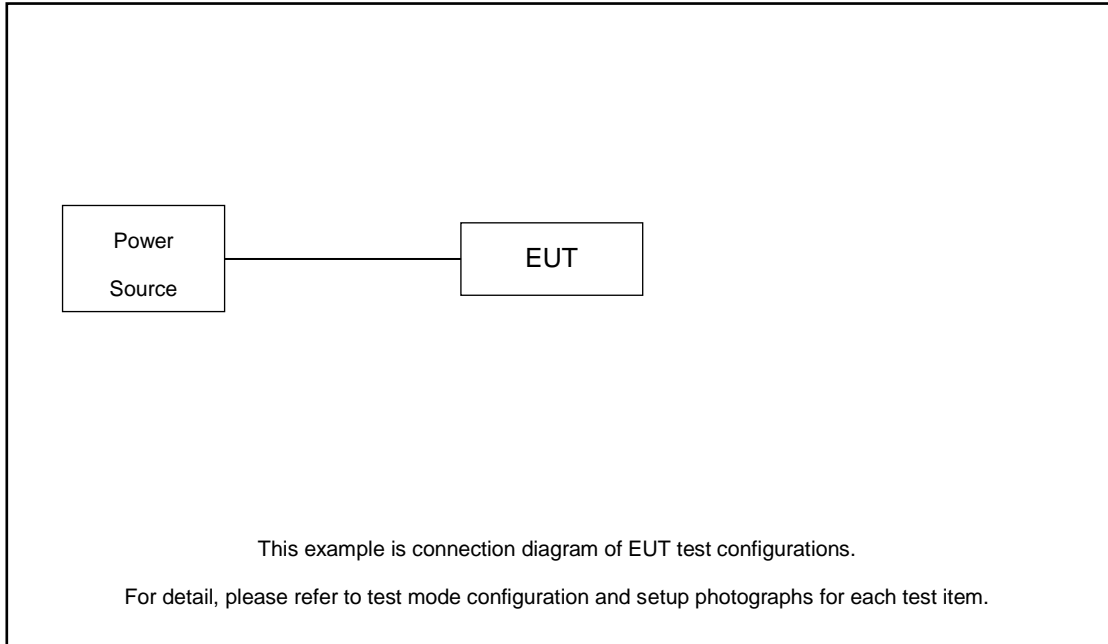 Power
Source
EUT
This example is connection diagram of EUT test configurations.
For detail, please refer to test mode configuration and setup photographs for each test item.